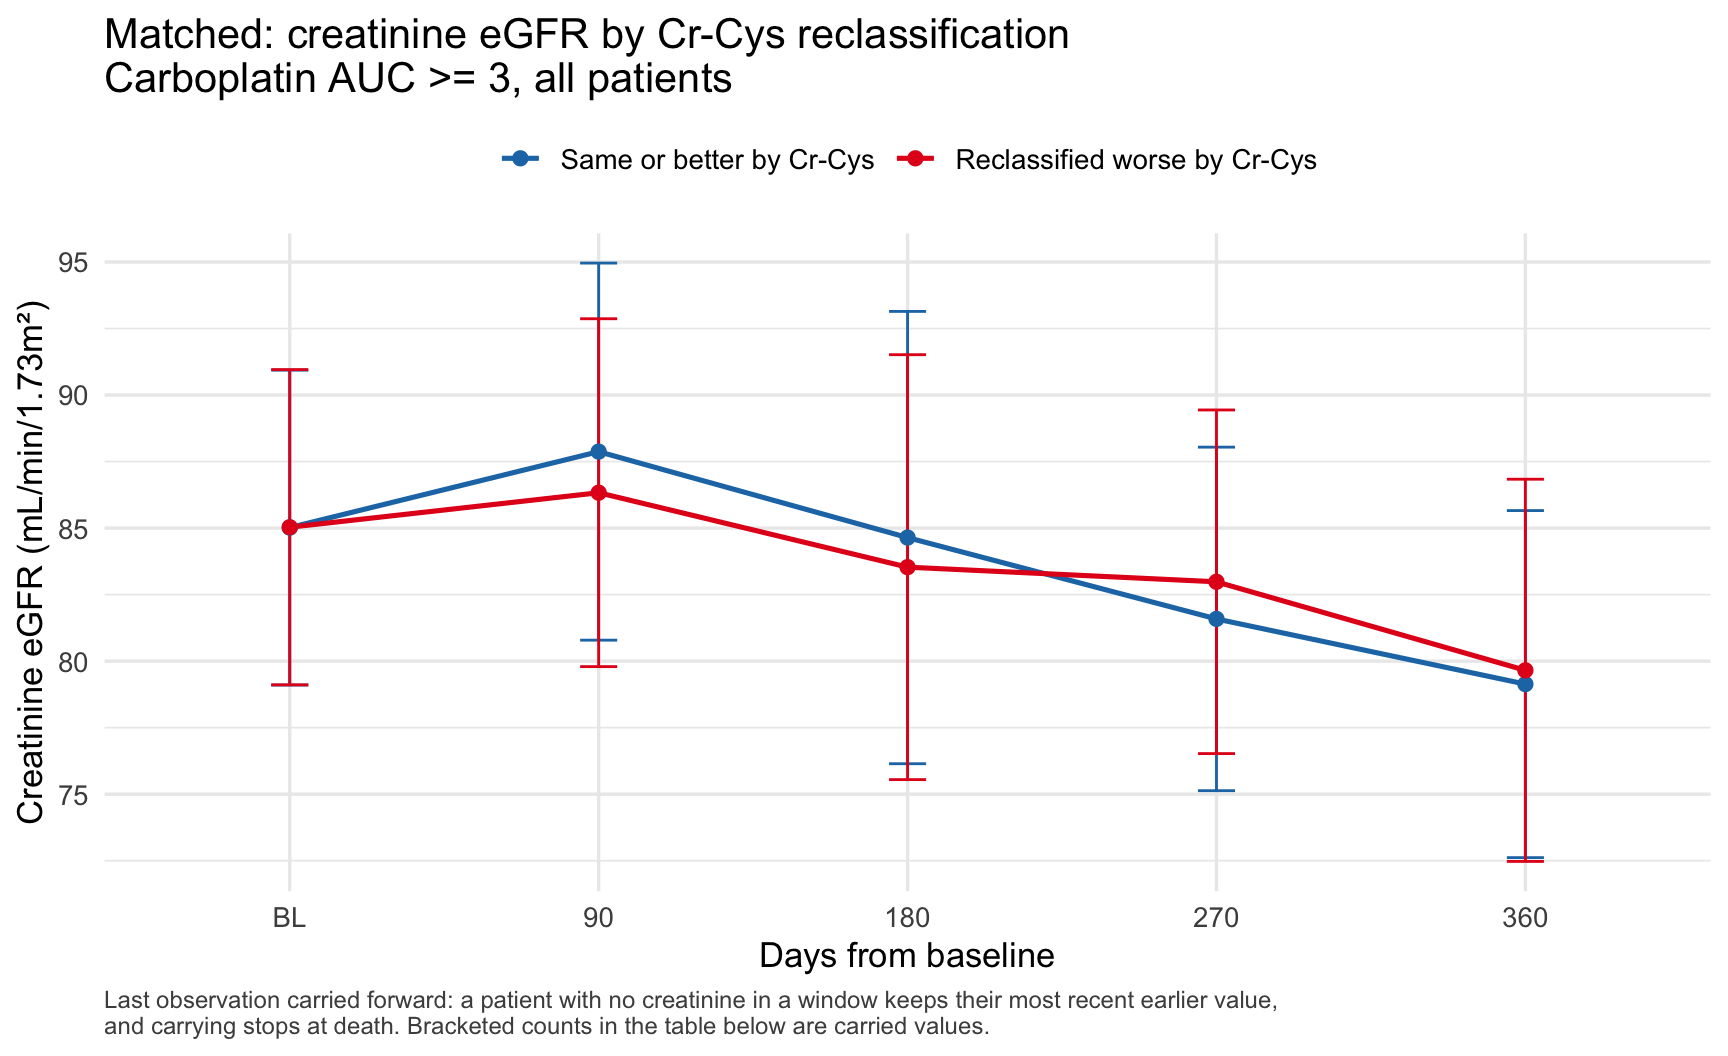 Matched: creatinine eGFR by Cr-Cys reclassification
Carboplatin AUC >= 3, all patients
Same or better by Cr-Cys
Reclassified worse by Cr-Cys
Creatinine eGFR (mL/min/1.73m²)
95
90
85
80
75
BL
90
180
270
360
Days from baseline
Last observation carried forward: a patient with no creatinine in a window keeps their most recent earlier value,
and carrying stops at death. Bracketed counts in the table below are carried values.